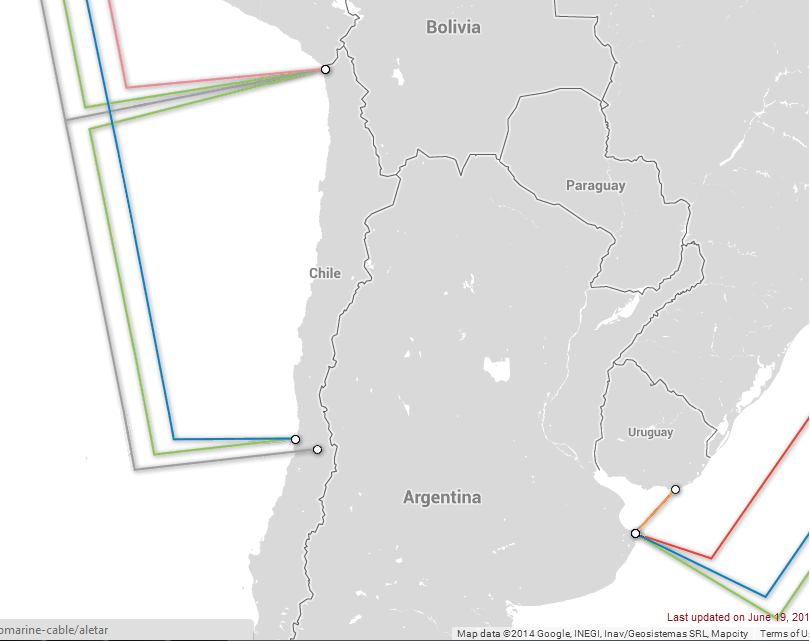 Bolivia
Paraguay
Chile
Uruguay
Argentina
Last updated on June 19, 201
omarine-cable/aletar
Map data ©2014 Google, INEGI, Inav/Geosistemas SRL, Mapcity Terms of U